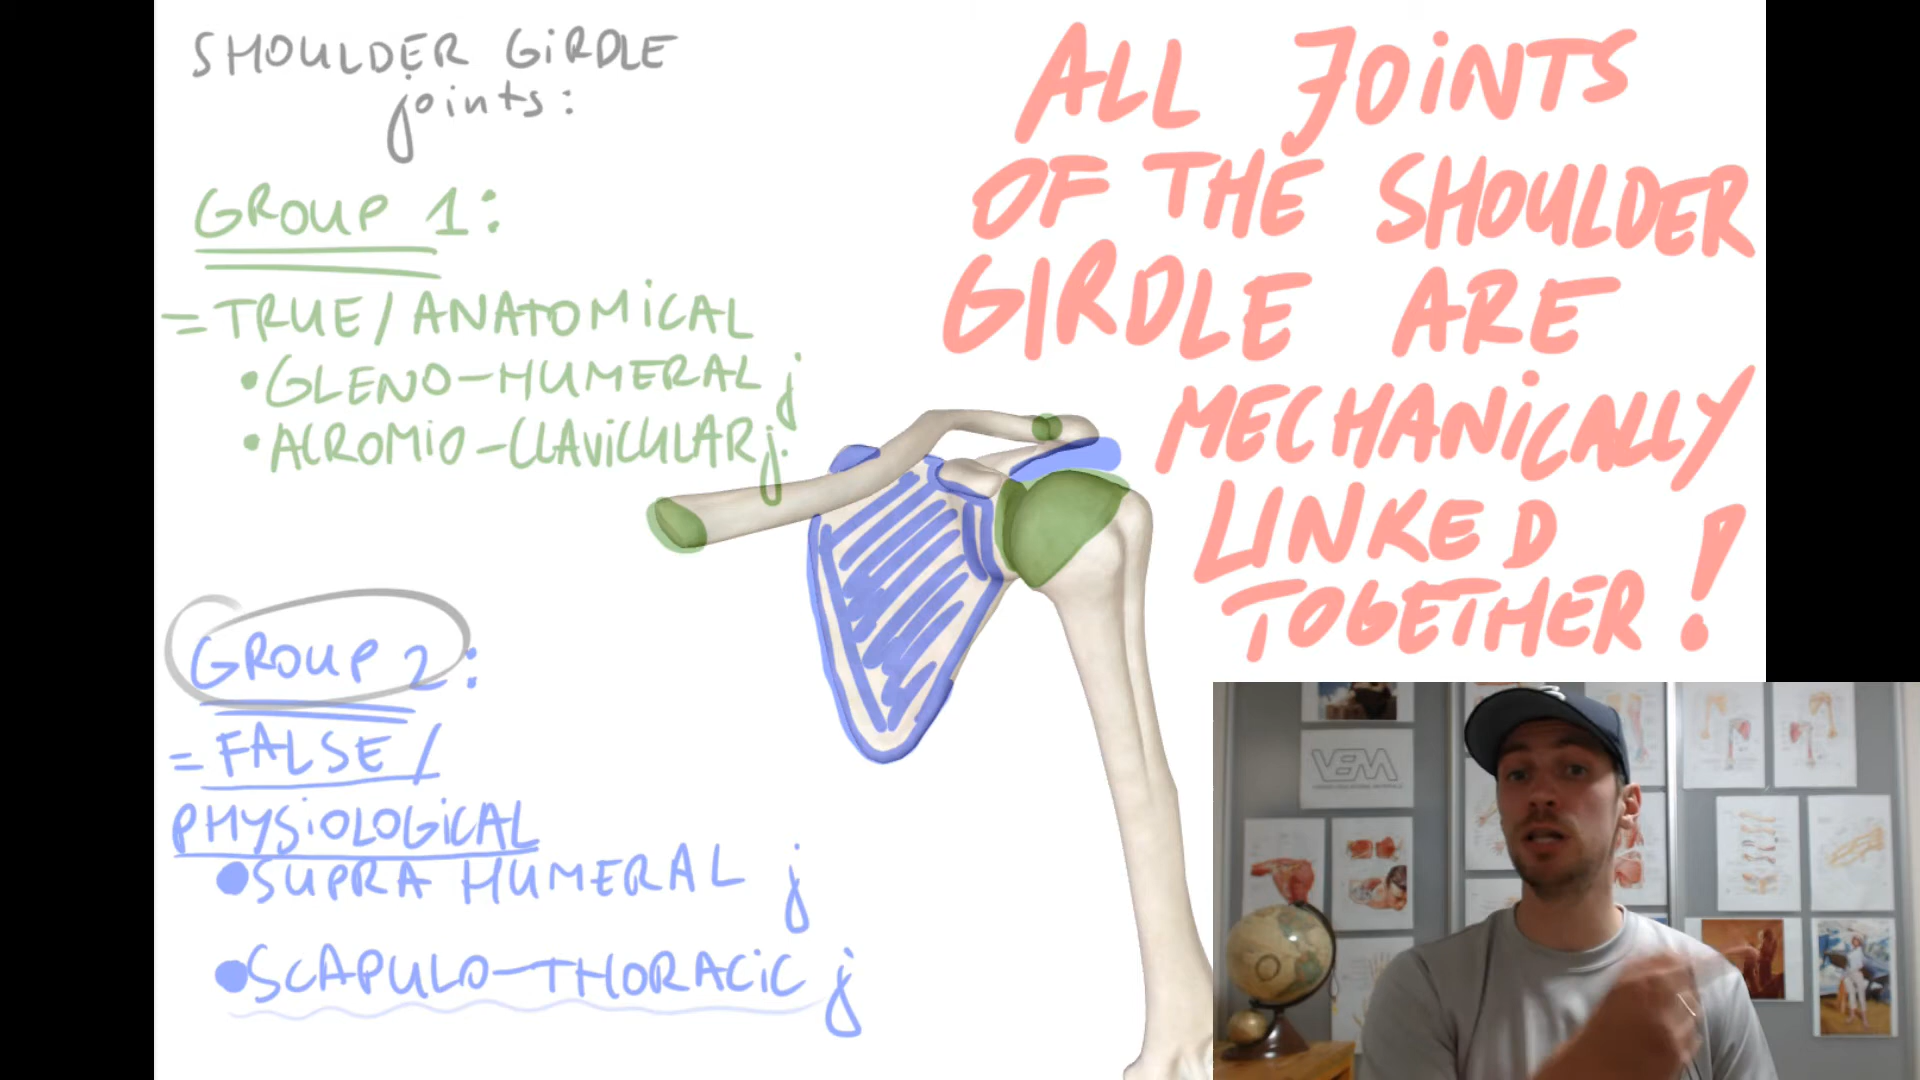 SHOULDER GIRDLE
joints:
GROUP 1:
= TRUE/ANATOMICAL
• GLENO-HUMERAL j
• ACROMIO-CLAVICULAR j.
GROUP 2:
= FALSE/
PHYSIOLOGICAL
• SUPRA HUMERAL j
• SCAPULO-THORACIC j
ALL JOINTS
OF THE SHOULDER
GIRDLE ARE
MECHANICALLY
LINKED
TOGETHER!
VEM